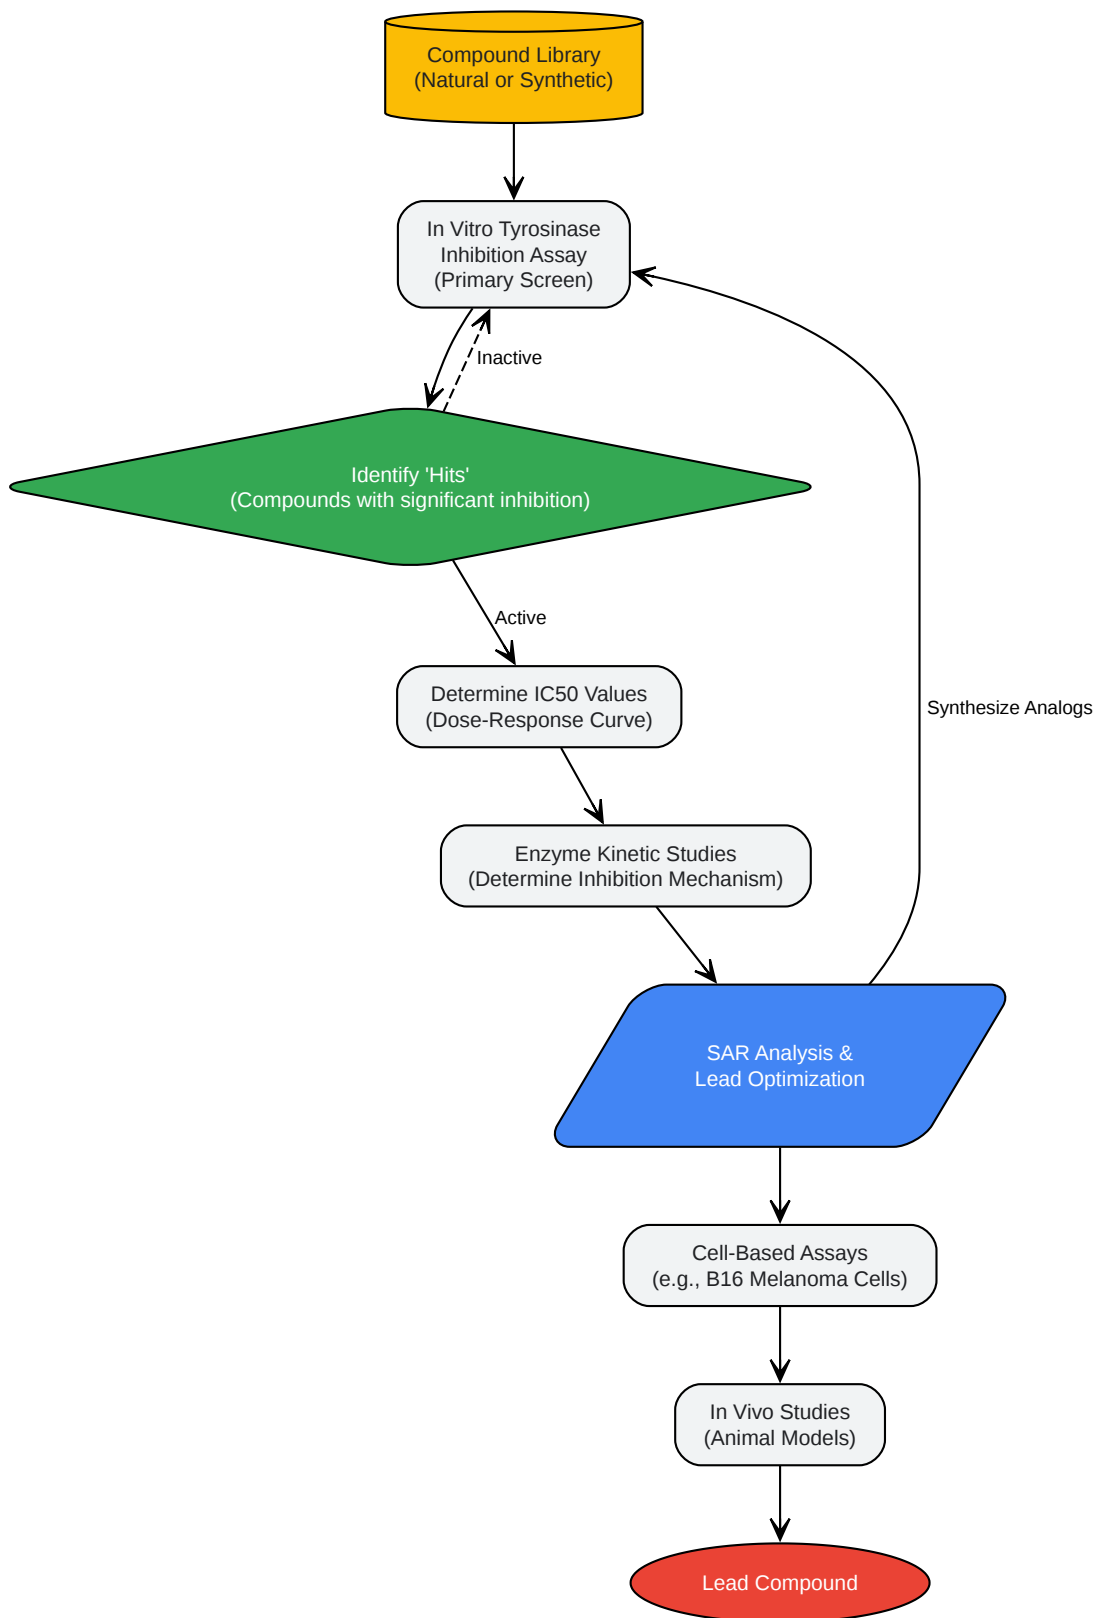 Compound Library
(Natural or Synthetic)
In Vitro Tyrosinase
Inhibition Assay
(Primary Screen)
Inactive
Identify 'Hits'
(Compounds with significant inhibition)
Active
Determine IC50 Values
(Dose-Response Curve)
Synthesize Analogs
Enzyme Kinetic Studies
(Determine Inhibition Mechanism)
SAR Analysis &
Lead Optimization
Cell-Based Assays
(e.g., B16 Melanoma Cells)
In Vivo Studies
(Animal Models)
Lead Compound